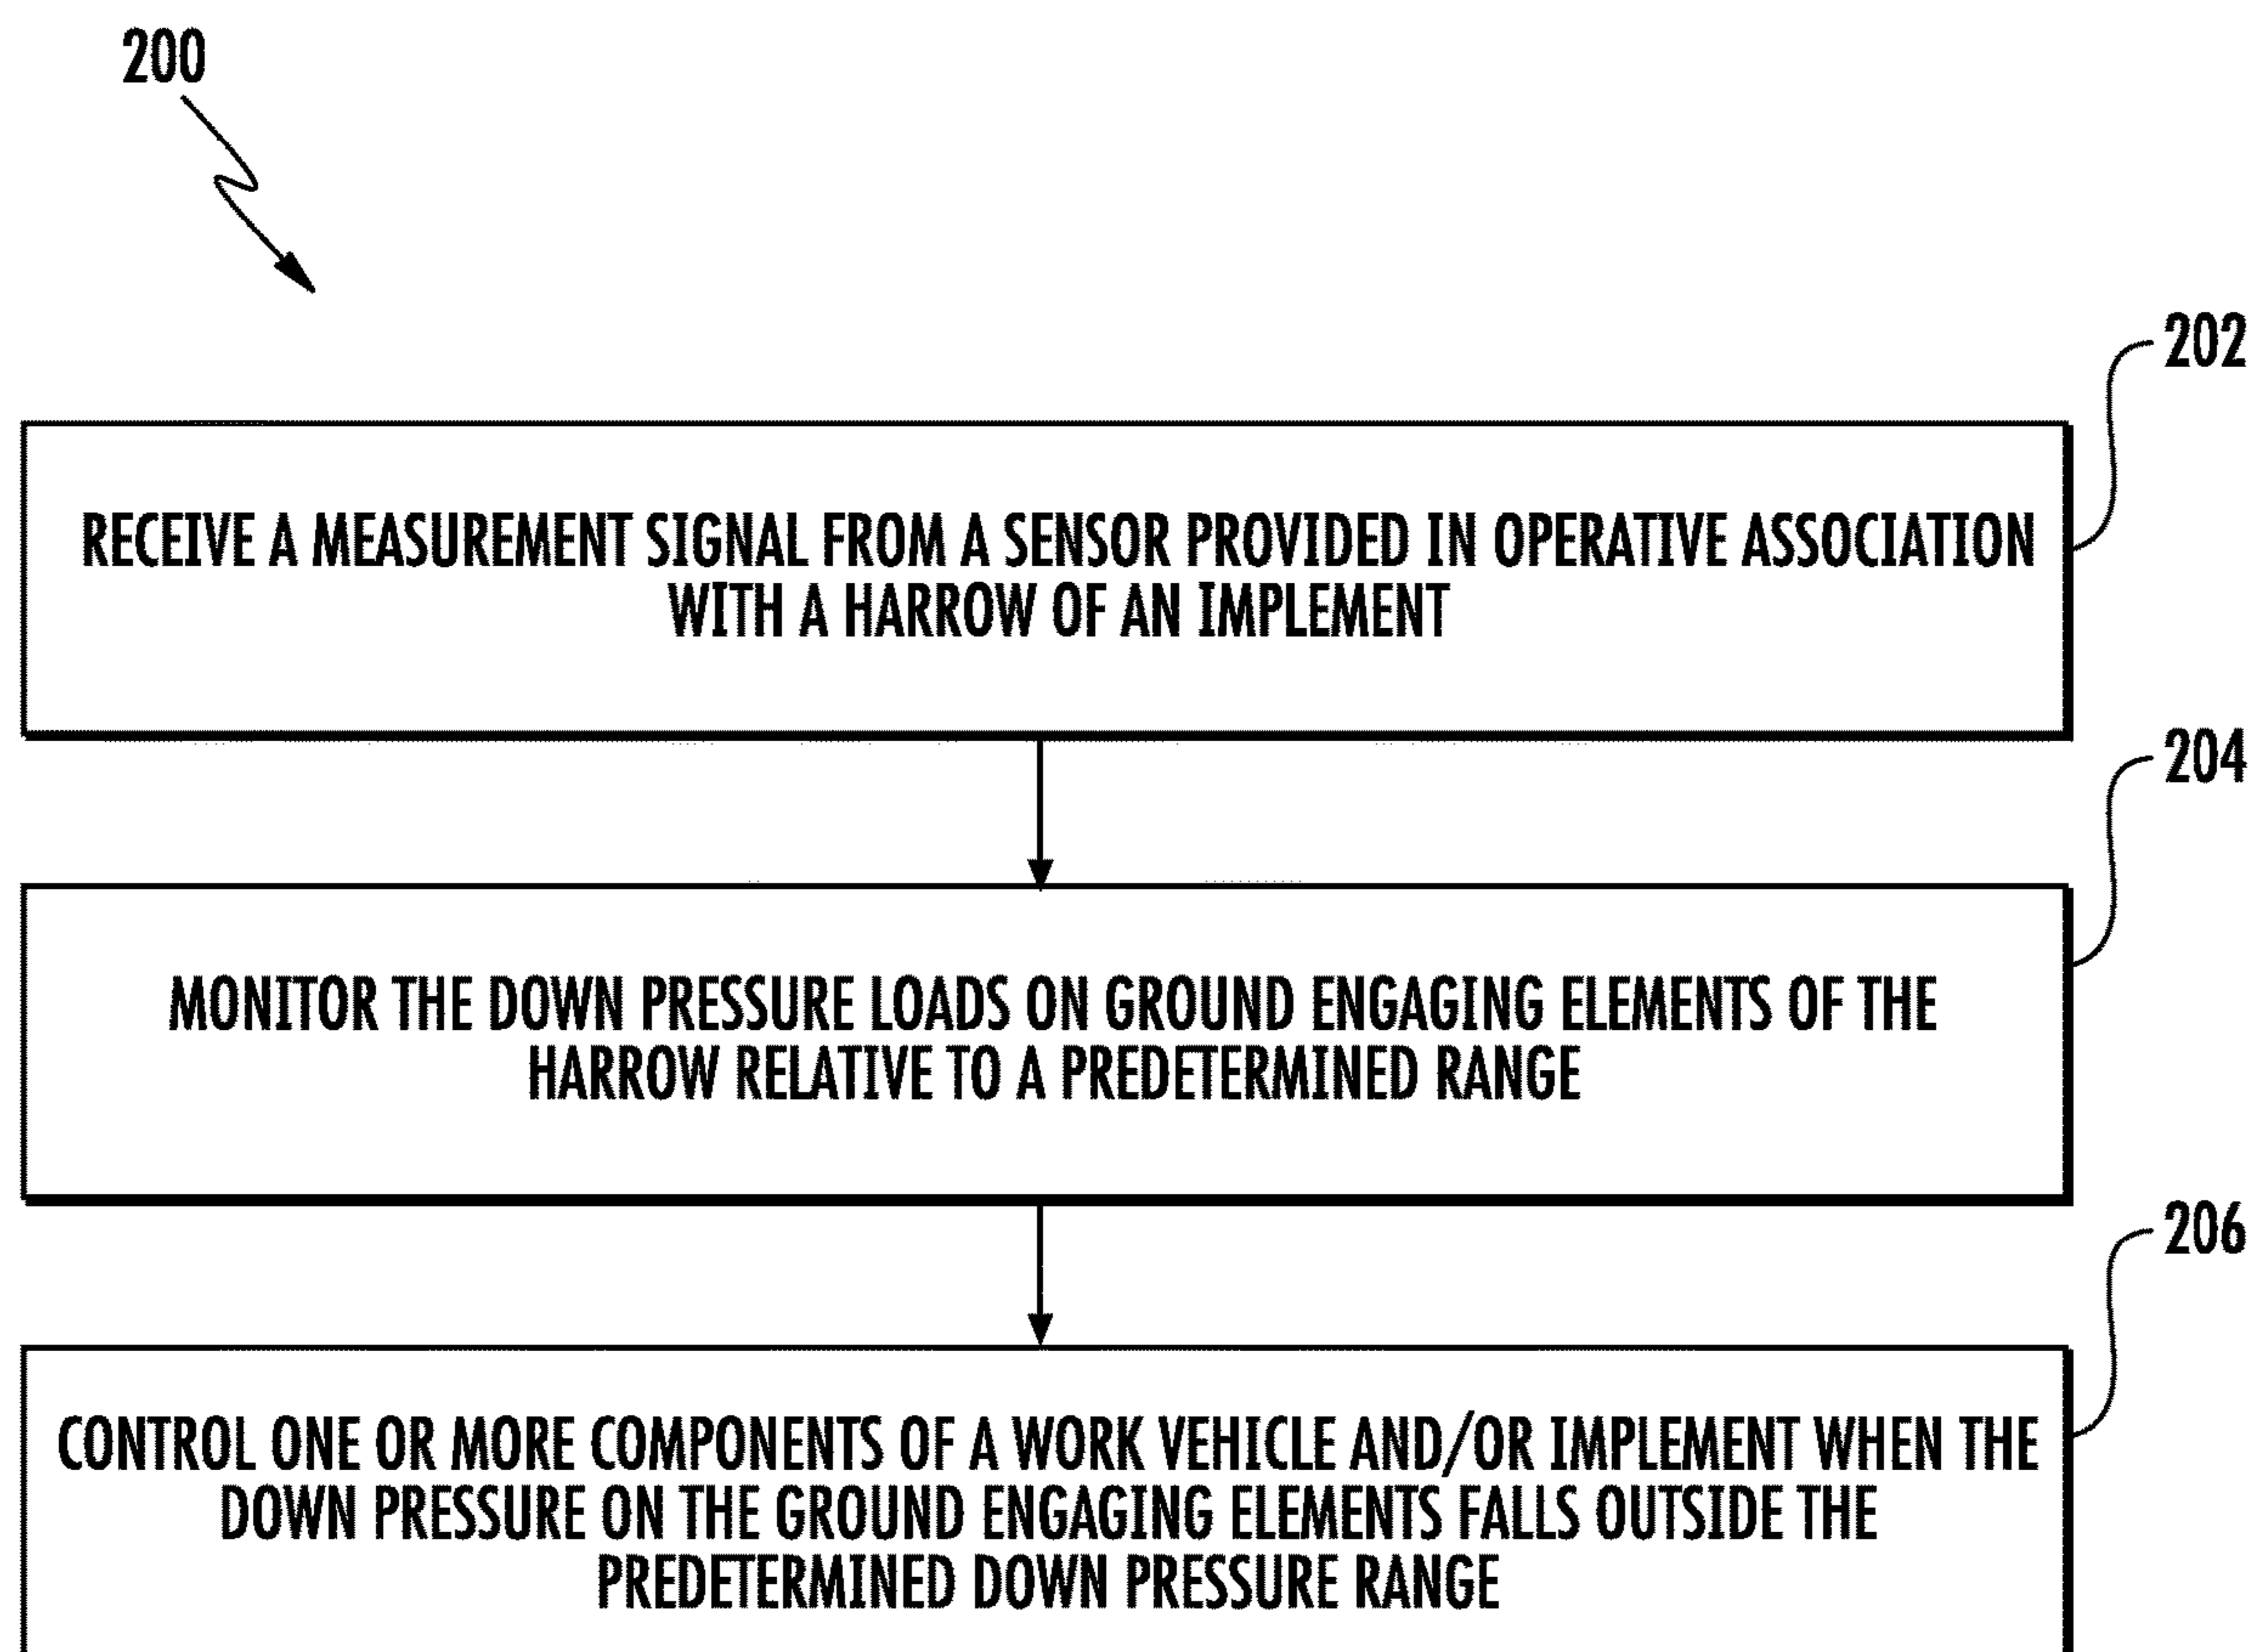 200
202
RECEIVE A MEASUREMENT SIGNAL FROM A SENSOR PROVIDED IN OPERATIVE ASSOCIATION
WITH A HARROW OF AN IMPLEMENT
204
MONITOR THE DOWN PRESSURE LOADS ON GROUND ENGAGING ELEMENTS OF THE
HARROW RELATIVE TO A PREDETERMINED RANGE
206
CONTROL ONE OR MORE COMPONENTS OF A WORK VEHICLE AND/OR IMPLEMENT WHEN THE
DOWN PRESSURE ON THE GROUND ENGAGING ELEMENTS FALLS OUTSIDE THE
PREDETERMINED DOWN PRESSURE RANGE